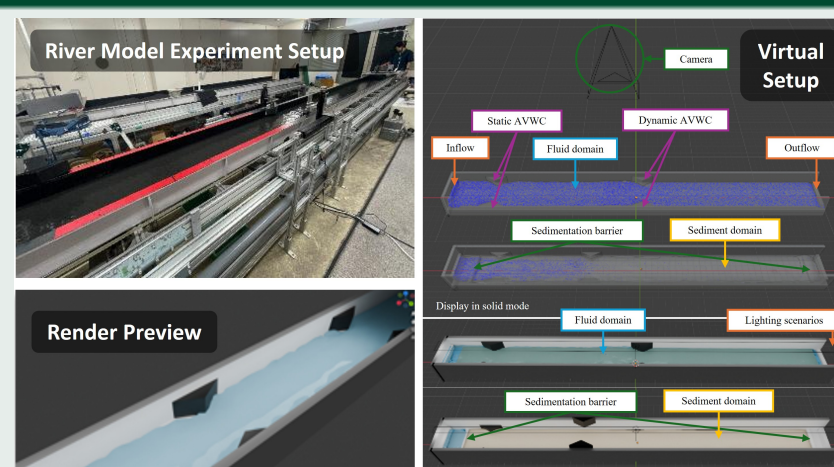 River Model Experiment Setup
Virtual
Setup
Camera
Static AVWC
Dynamic AVWC
Inflow
Fluid domain
Outflow
Sedimentation barrier
Sediment domain
Display in solid mode
Render Preview
Fluid domain
Lighting scenarios
Sedimentation barrier
Sediment domain